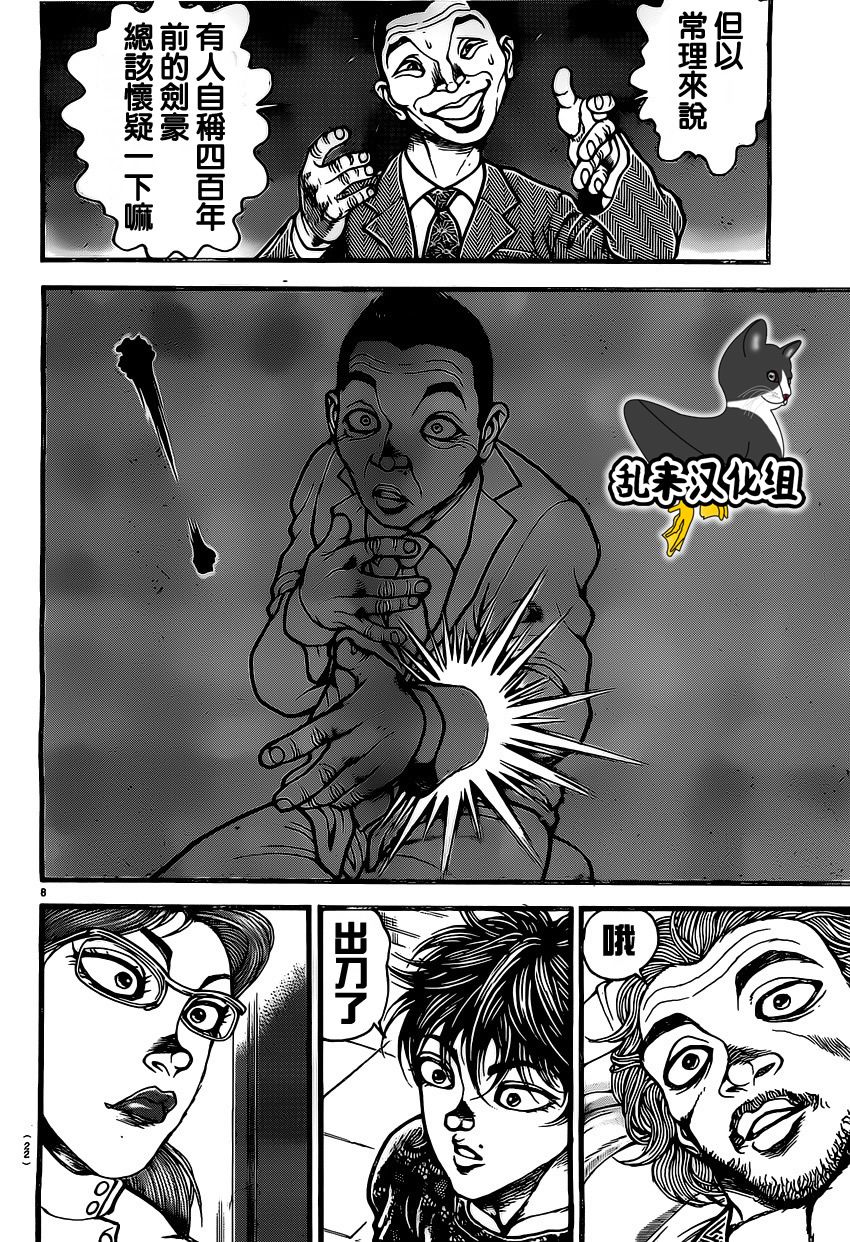 但以
常理來說
有人自稱四百年
前的劍豪
總該懷疑一下嘛
乱来汉化组
8
哦
出刀了
(22)